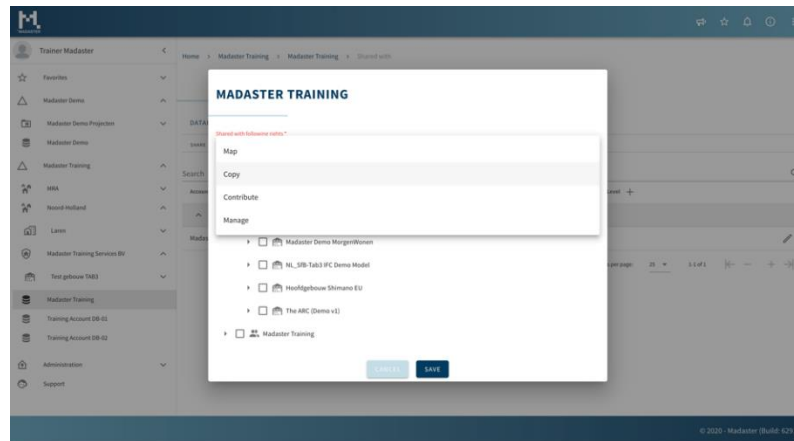 MADASTER
Trainer Madaster
Home › Madaster Training › Madaster Training › Shared with
Favorites
Madaster Demo
Madaster Demo Projecten
Madaster Demo
Madaster Training
HRA
Noord-Holland
Laren
Madaster Training Services BV
Test gebouw TAB3
Madaster Training
Training Account DB-01
Training Account DB-02
Administration
Support
Search
MADASTER TRAINING
Shared with following rights *
Map
Copy
Contribute
Manage
Madaster Demo MorgenWonen
NL_SfB-Tab3 IFC Demo Model
Hoofdgebouw Shimano EU
The ARC (Demo v1)
Madaster Training
CANCEL
SAVE
per page: 25
1-1 of 1
© 2020 - Madaster (Build: 629